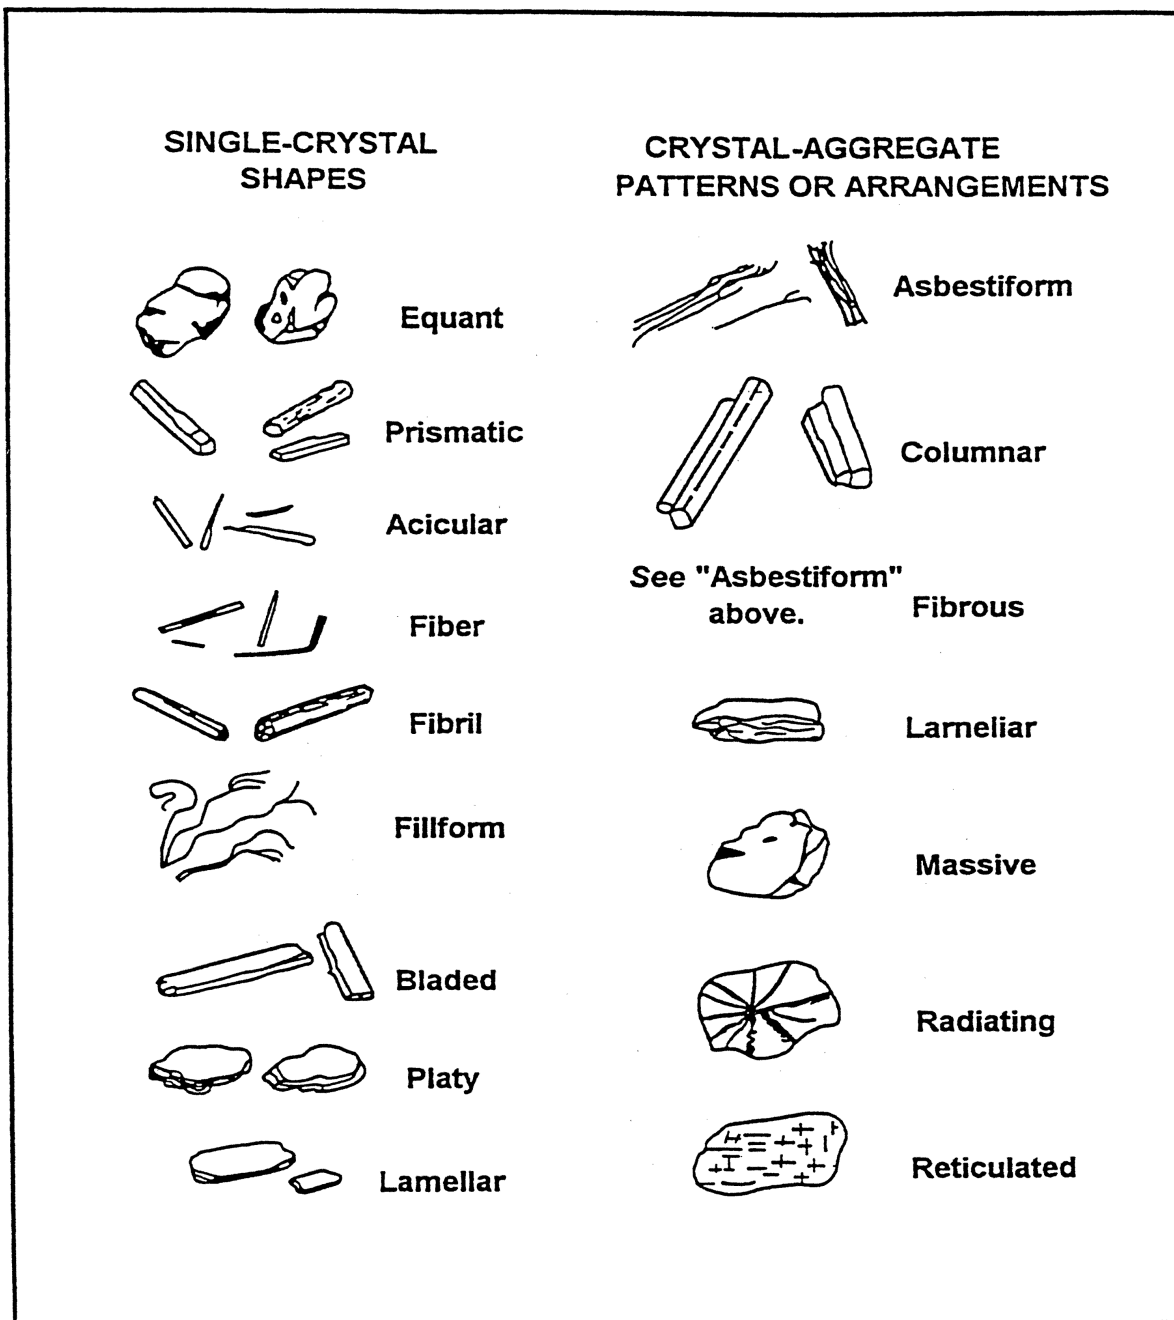 SINGLE-CRYSTAL
SHAPES
Equant
Prismatic
Acicular
Fiber
Fibril
Fillform
Bladed
Platy
Lamellar
CRYSTAL-AGGREGATE
PATTERNS OR ARRANGEMENTS
Asbestiform
Columnar
See "Asbestiform"
above.
Fibrous
Larneliar
Massive
Radiating
Reticulated